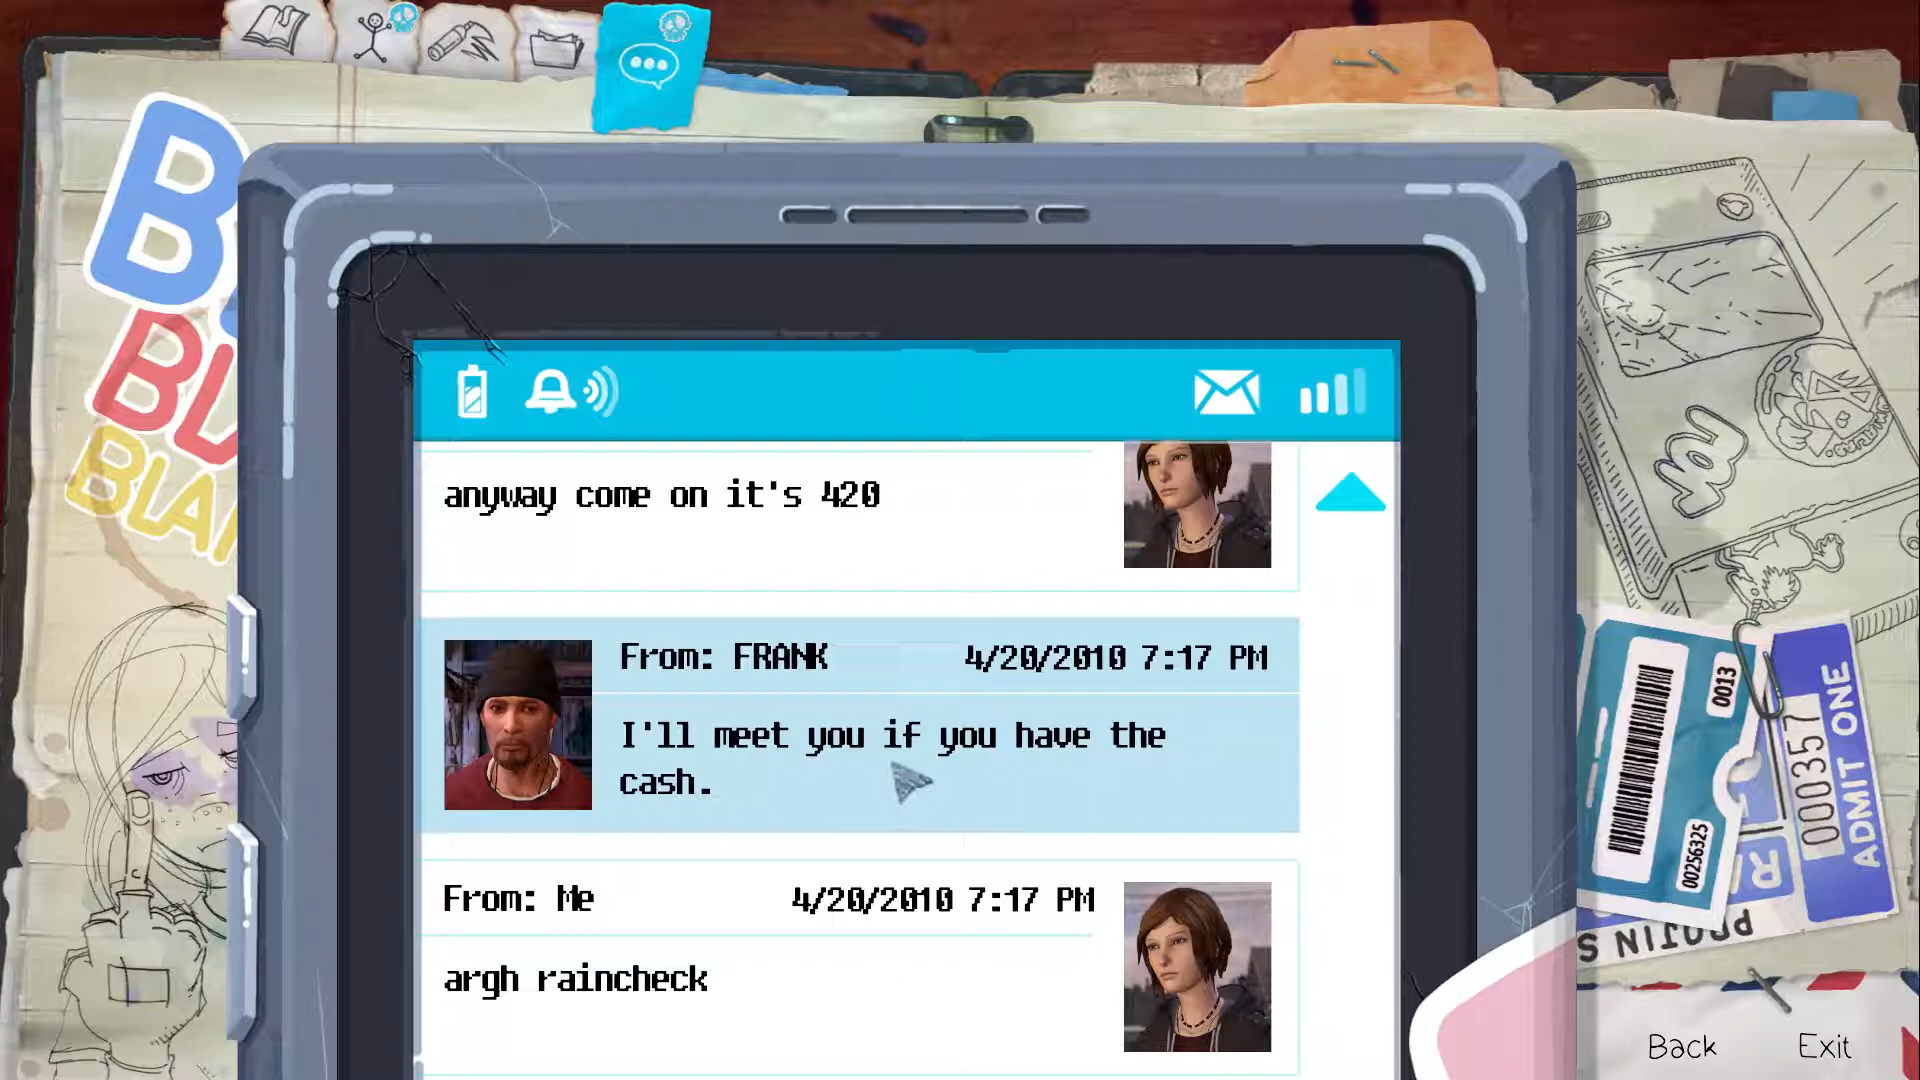 anyway come on it's 420
From: FRANK 4/20/2010 7:17 PM
I'll meet you if you have the
cash.
From: Me 4/20/2010 7:17 PM
argh raincheck
0013
00256325
000357
ADMIT ONE
Back Exit